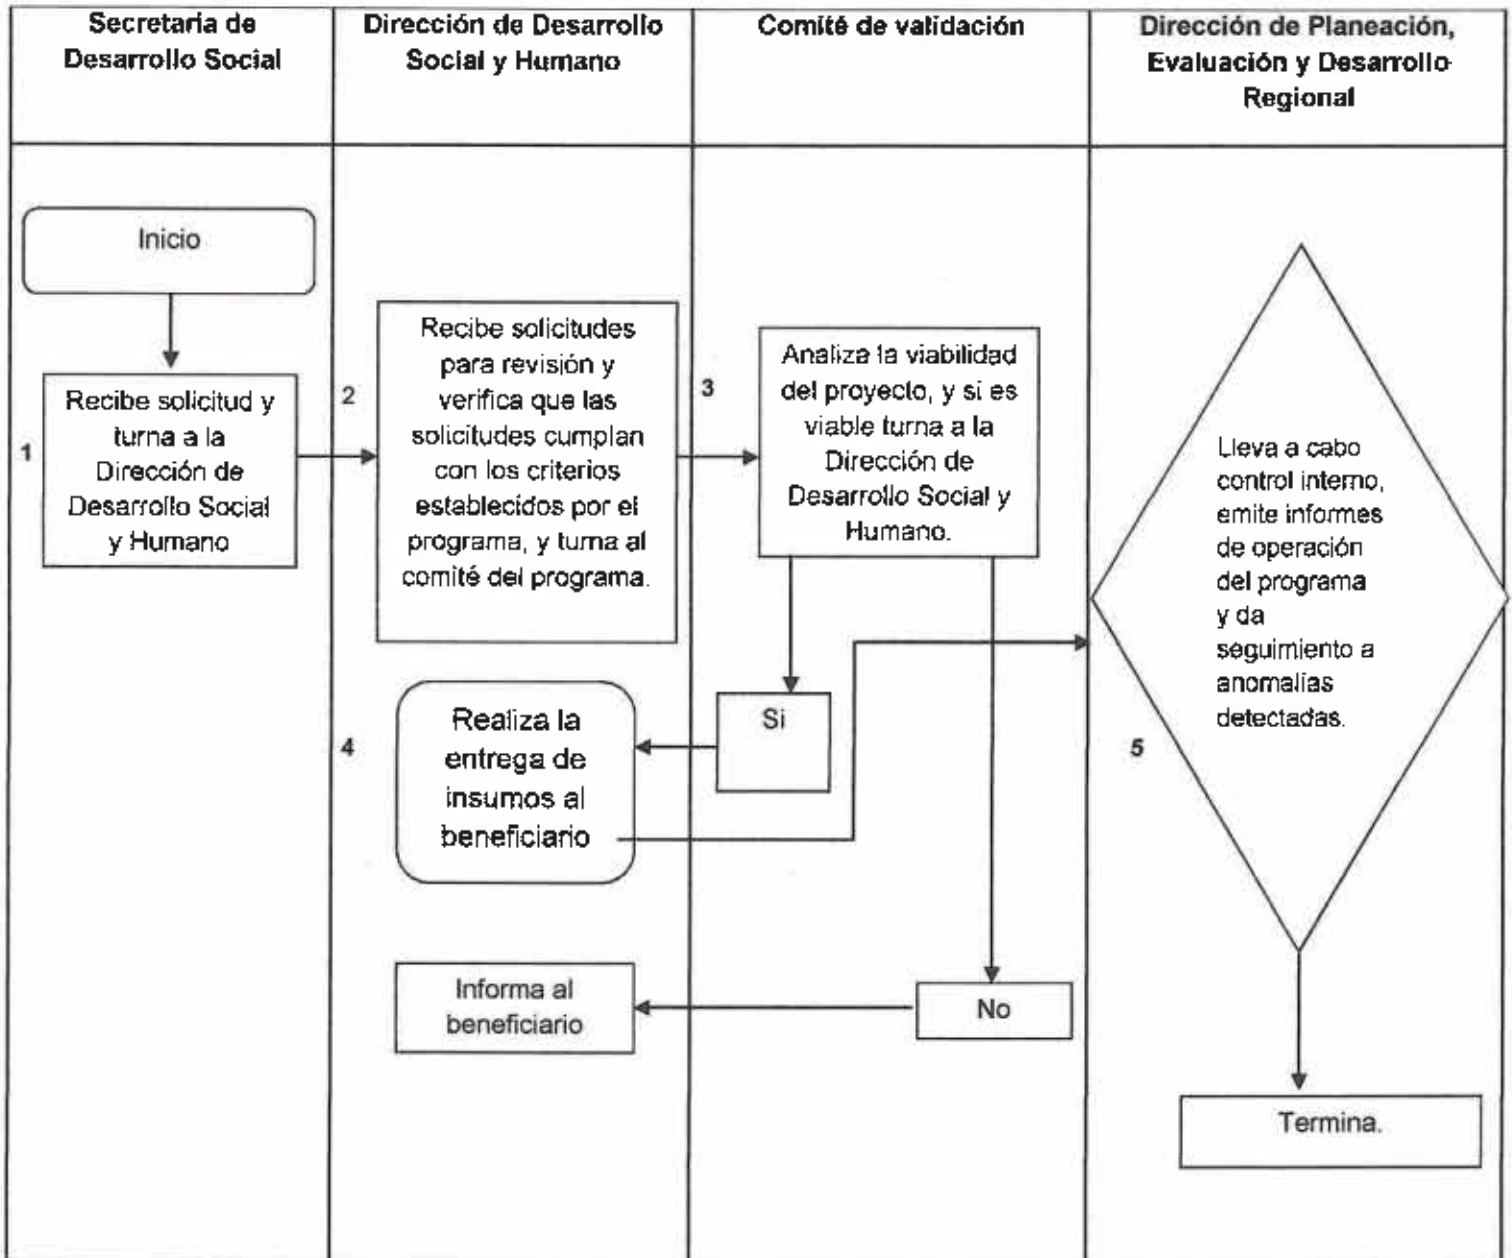 Secretaria de
Desarrollo Social
Dirección de Desarrollo
Social y Humano
Comité de validación
Dirección de Planeación,
Evaluación y Desarrollo
Regional
Inicio
1
Recibe solicitud y
turna a la
Dirección de
Desarrollo Social
y Humano
2
Recibe solicitudes
para revisión y
verifica que las
solicitudes cumplan
con los criterios
establecidos por el
programa, y turna al
comité del programa.
3
Analiza la viabilidad
del proyecto, y si es
viable turna a la
Dirección de
Desarrollo Social y
Humano.
Si
4
Realiza la
entrega de
insumos al
beneficiario
5
Lleva a cabo
control interno,
emite informes
de operación
del programa
y da
seguimiento a
anomalías
detectadas.
Informa al
beneficiario
No
Termina.